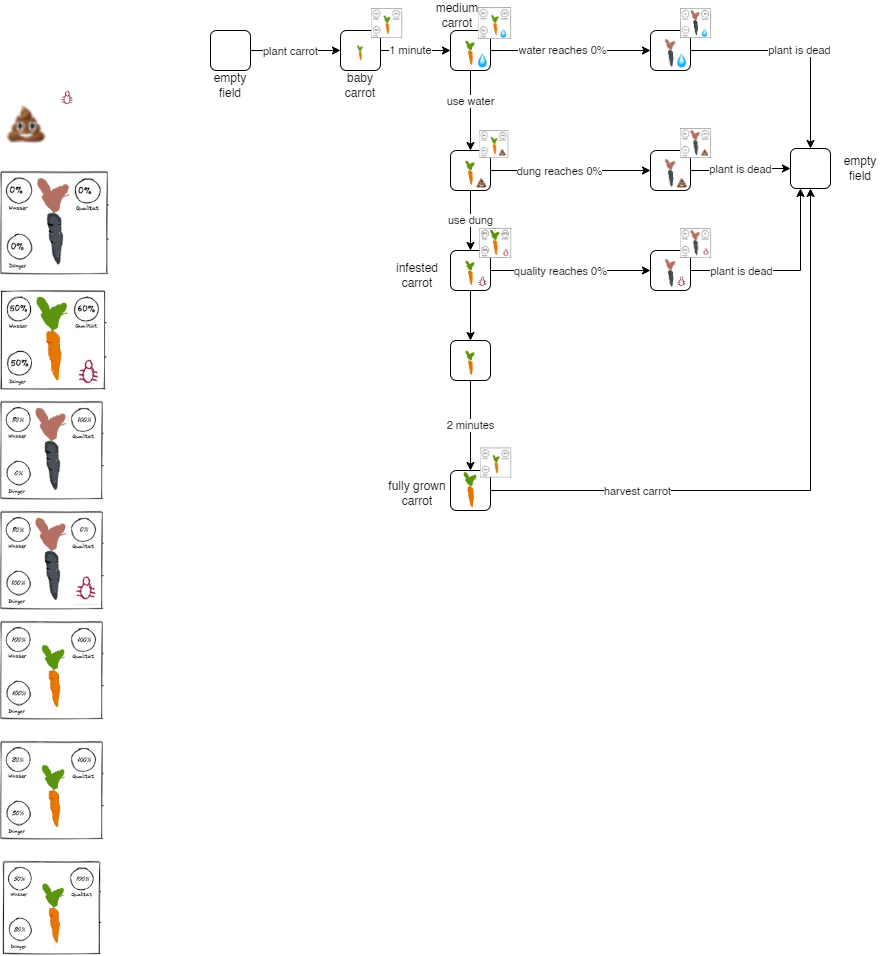 medium
carrot
plant carrot
1 minute
water reaches 0%
plant is dead
empty
field
baby
carrot
use water
dung reaches 0%
plant is dead
empty
field
use dung
infested
carrot
quality reaches 0%
plant is dead
2 minutes
fully grown
carrot
harvest carrot
0%
0%
Wasser
Qualität
0%
Dünger
50%
60%
Wasser
Qualität
50%
Dünger
80%
100%
Wasser
Qualität
0%
Dünger
80%
0%
Wasser
Qualität
100%
Dünger
100%
100%
Wasser
Qualität
100%
Dünger
80%
100%
Wasser
Qualität
50%
Dünger
50%
100%
Wasser
Qualität
80%
Dünger